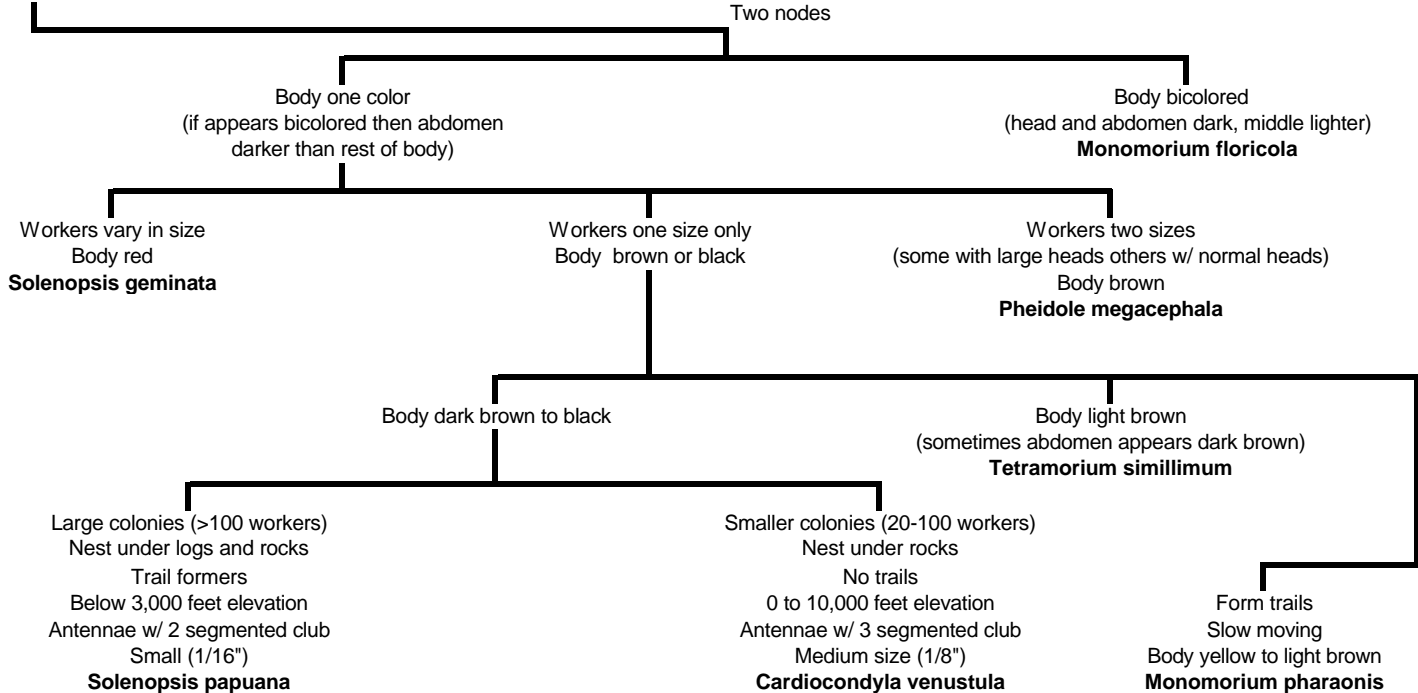 Two nodes
Body one color
(if appears bicolored then abdomen
darker than rest of body)
Body bicolored
(head and abdomen dark, middle lighter)
Monomorium floricola
Workers vary in size
Body red
Solenopsis geminata
Workers one size only
Body brown or black
Workers two sizes
(some with large heads others w/ normal heads)
Body brown
Pheidole megacephala
Body dark brown to black
Body light brown
(sometimes abdomen appears dark brown)
Tetramorium simillimum
Large colonies (>100 workers)
Nest under logs and rocks
Trail formers
Below 3,000 feet elevation
Antennae w/ 2 segmented club
Small (1/16")
Solenopsis papuana
Smaller colonies (20-100 workers)
Nest under rocks
No trails
0 to 10,000 feet elevation
Antennae w/ 3 segmented club
Medium size (1/8")
Cardiocondyla venustula
Form trails
Slow moving
Body yellow to light brown
Monomorium pharaonis